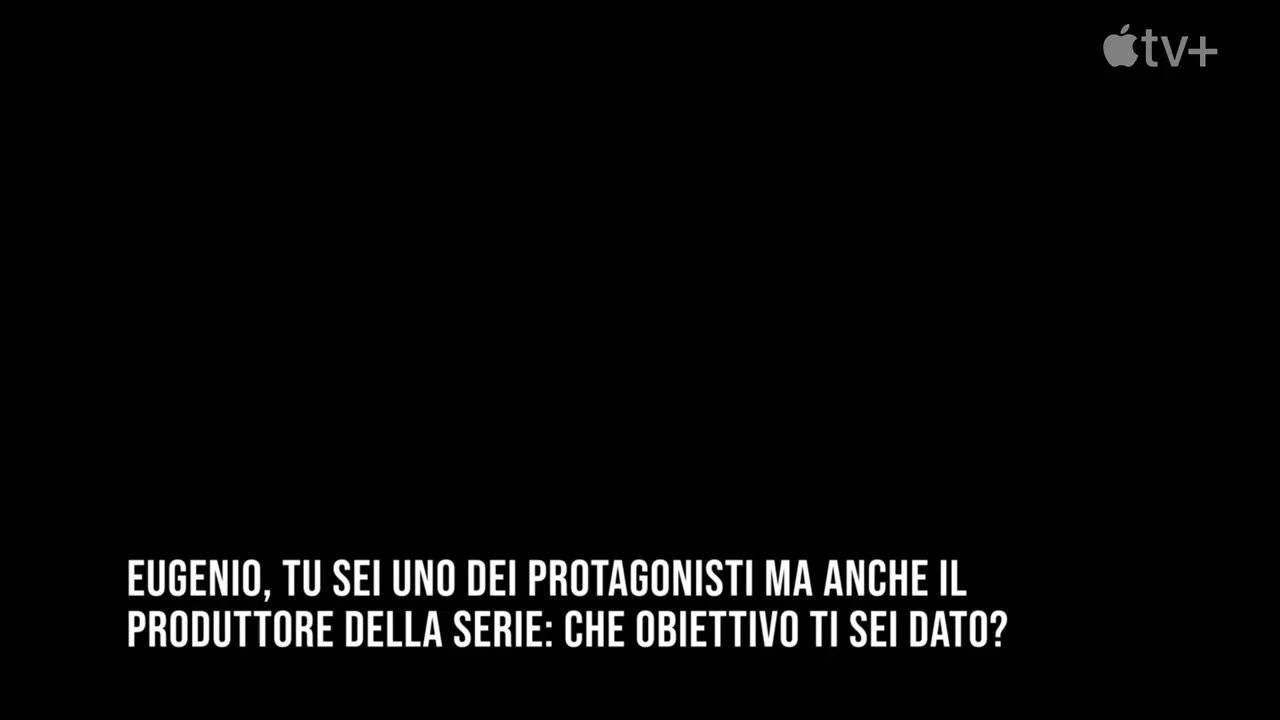 tv+
EUGENIO, TU SEI UNO DEI PROTAGONISTI MA ANCHE IL
PRODUTTORE DELLA SERIE: CHE OBIETTIVO TI SEI DATO?